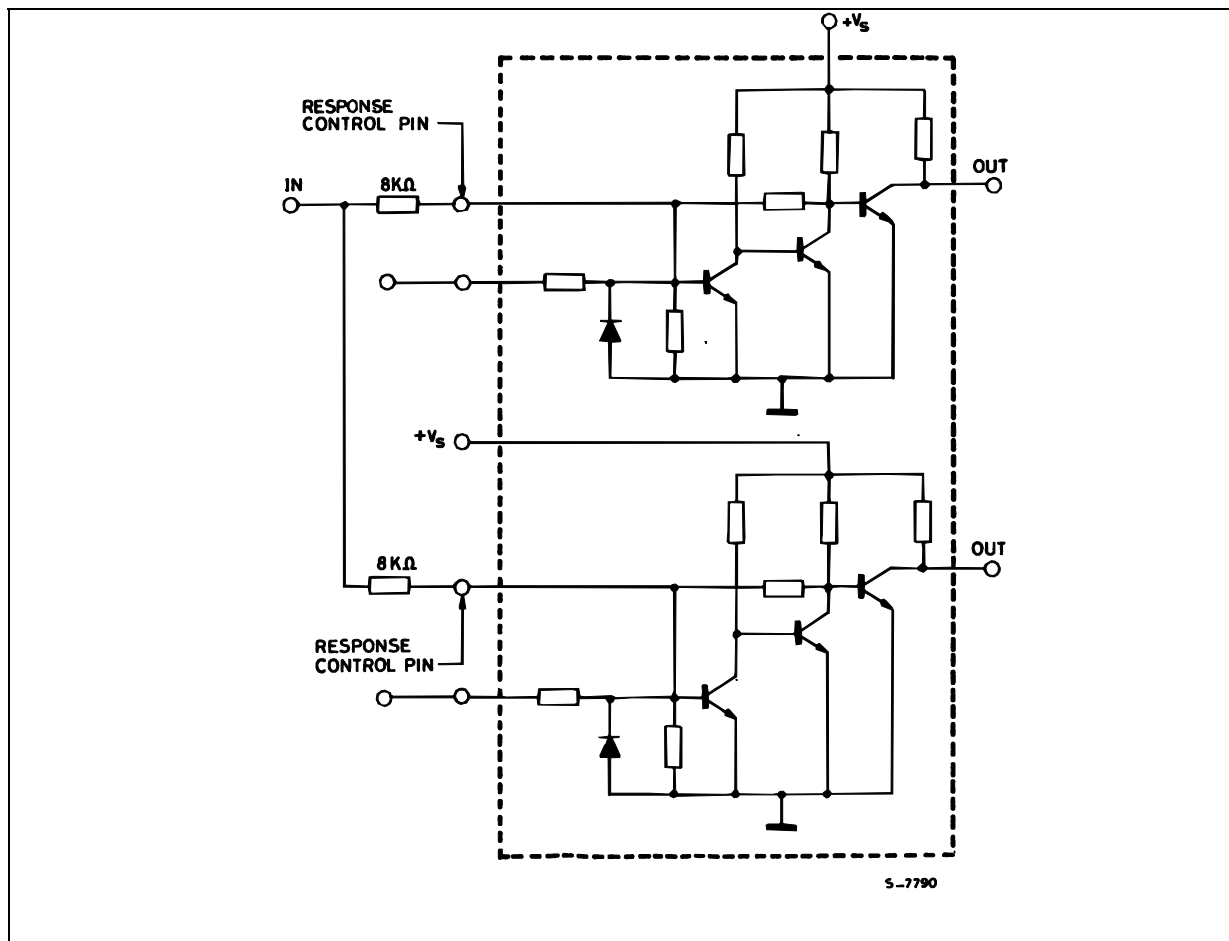 +Vs
RESPONSE
CONTROL PIN
OUT
IN
8KΩ
+Vs
8KΩ
OUT
RESPONSE
CONTROL PIN
S-7790